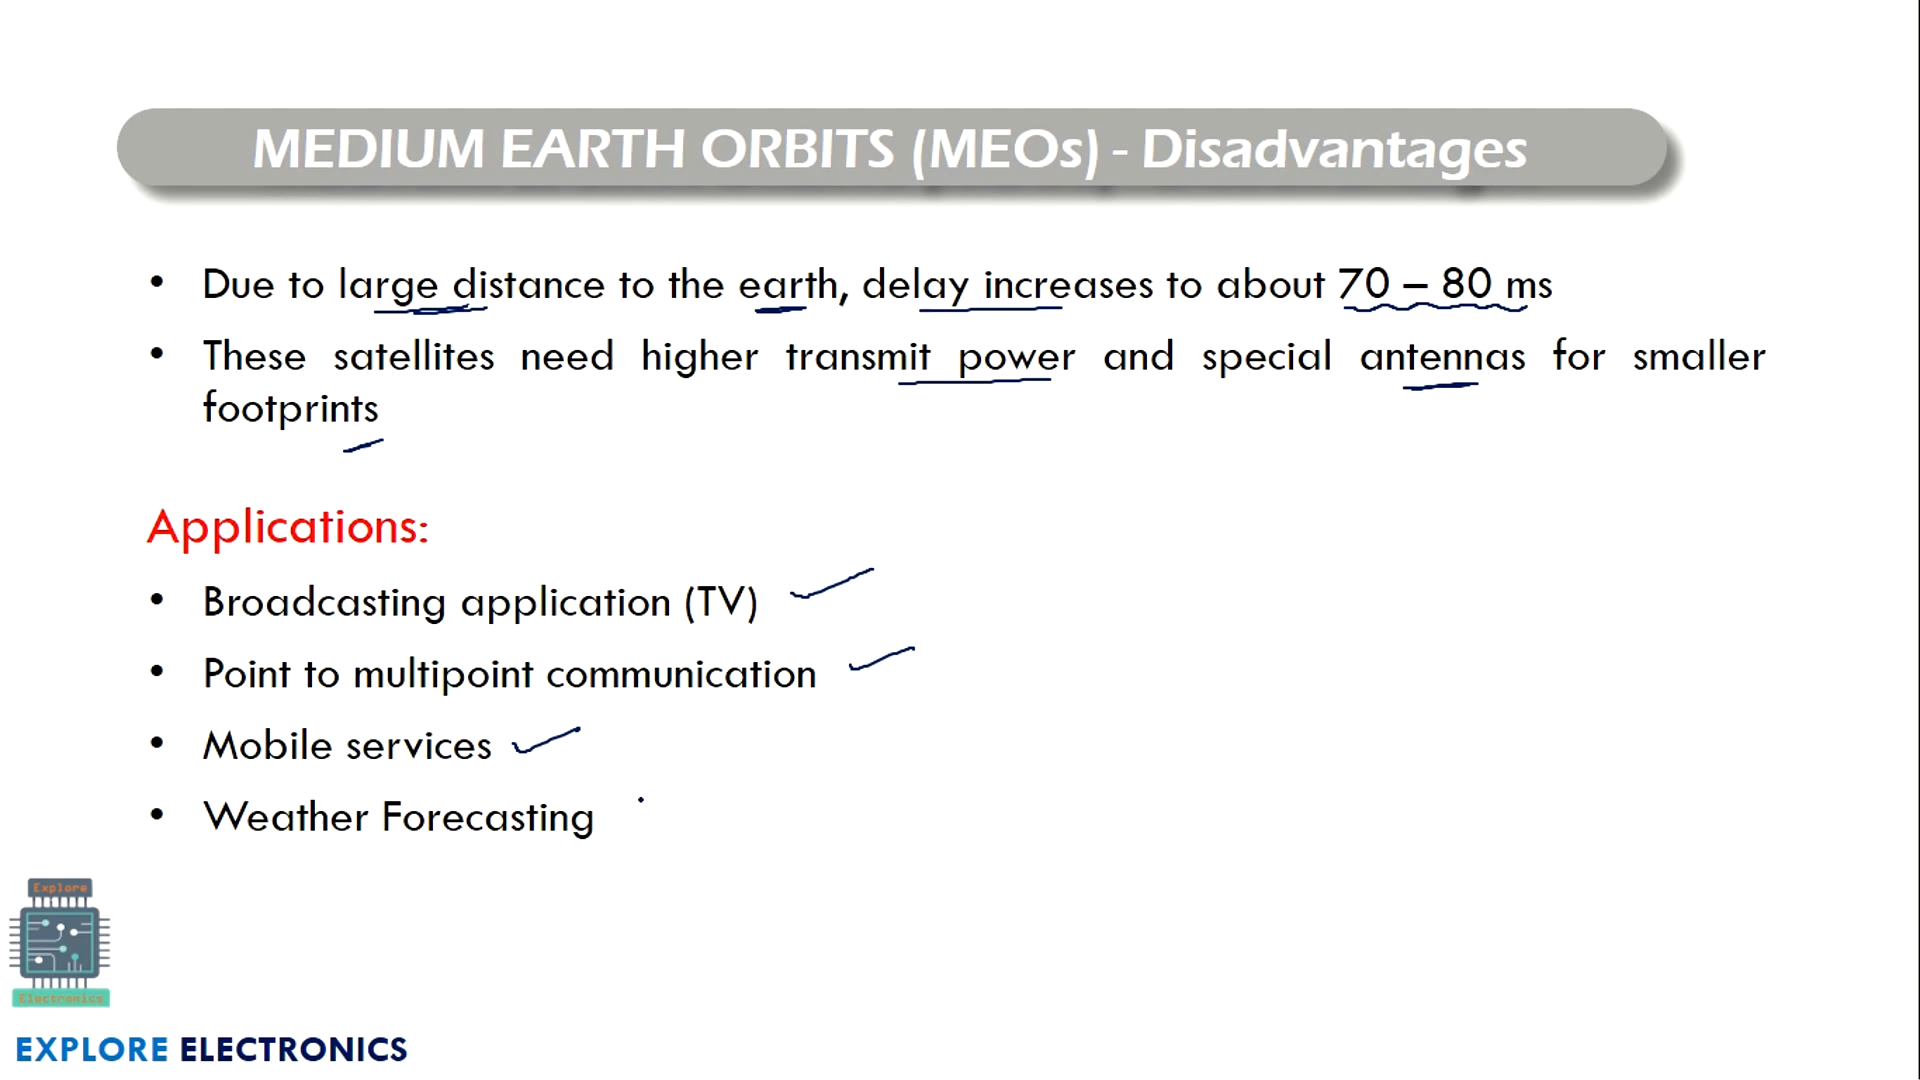 MEDIUM EARTH ORBITS (MEOs) - Disadvantages
• Due to large distance to the earth, delay increases to about 70 – 80 ms
• These satellites need higher transmit power and special antennas for smaller
footprints
Applications:
• Broadcasting application (TV)
• Point to multipoint communication
• Mobile services
• Weather Forecasting
Explore
Electronics
EXPLORE ELECTRONICS